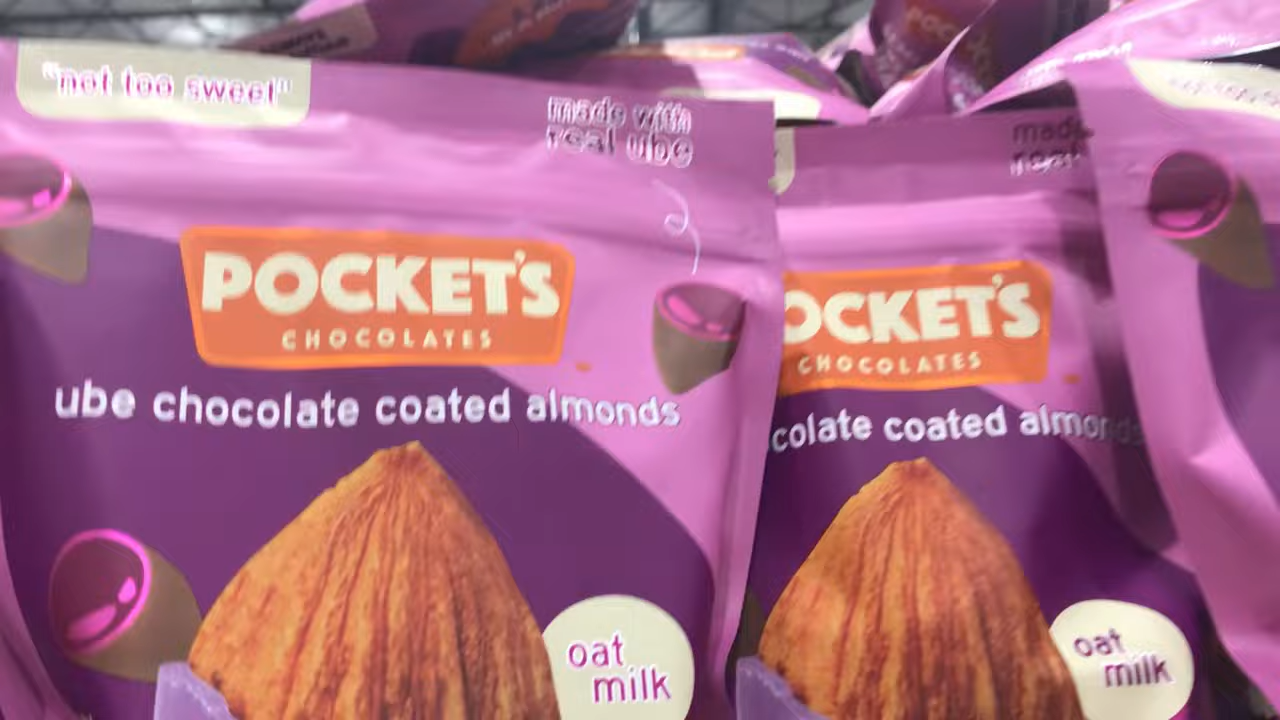 "not too sweet"
made with
real ube
POCKET'S
CHOCOLATES
ube chocolate coated almonds
oat
milk
made
real
OCKET'S
CHOCOLATES
colate coated almonds
oat
milk
POCK